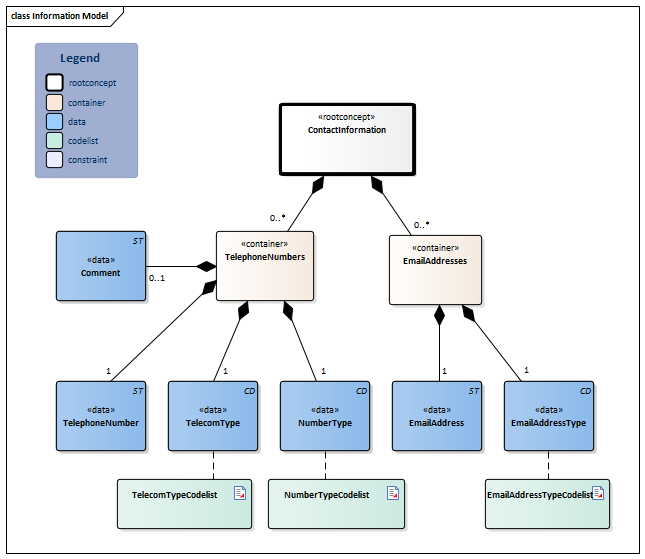 class Information Model
Legend
rootconcept
container
data
codelist
constraint
«rootconcept»
ContactInformation
0..*
0..*
«container»
TelephoneNumbers
«container»
EmailAddresses
ST
«data»
Comment
0..1
1
1
1
1
1
ST
«data»
TelephoneNumber
CD
«data»
TelecomType
CD
«data»
NumberType
ST
«data»
EmailAddress
CD
«data»
EmailAddressType
TelecomTypeCodelist
NumberTypeCodelist
EmailAddressTypeCodelist